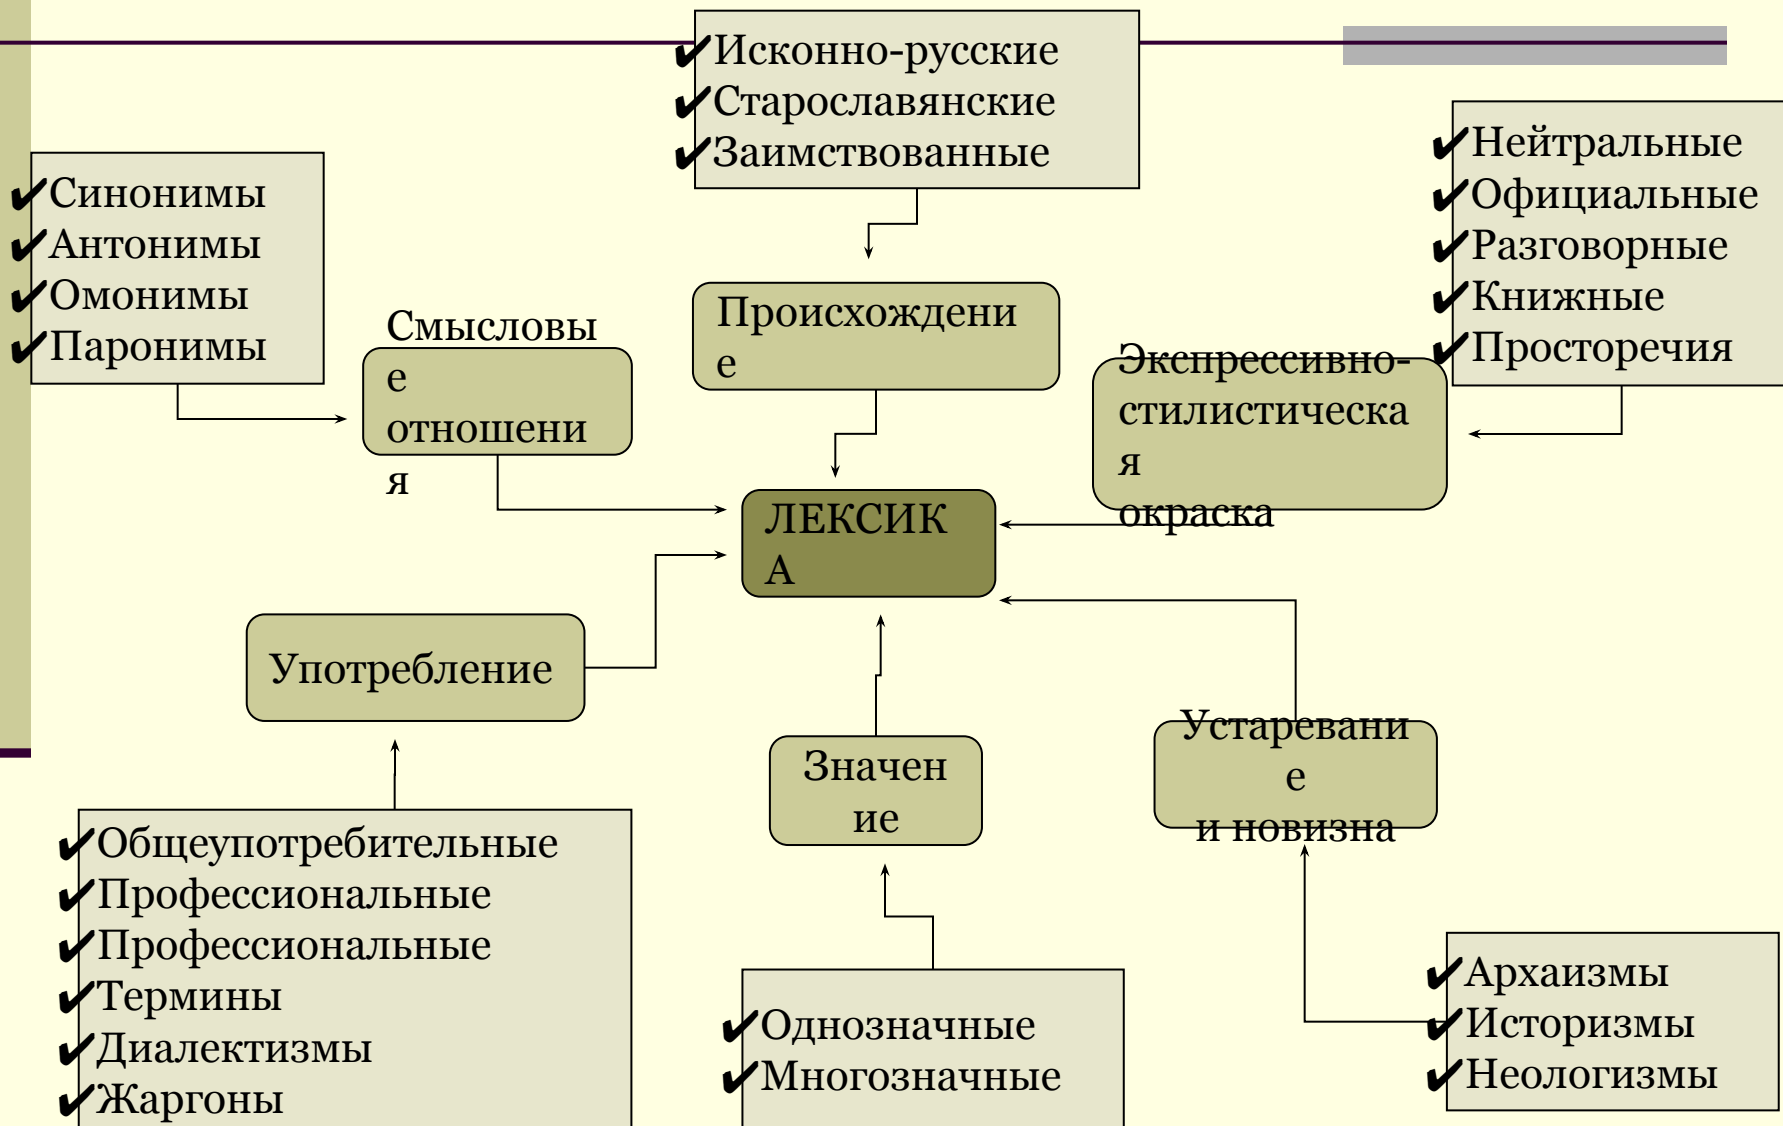 Исконно-русские
Старославянские
Заимствованные
Нейтральные
Официальные
Разговорные
Книжные
Просторечия
Синонимы
Антонимы
Омонимы
Паронимы
Смысловы
е
отношени
я
Происхождени
е
Экспрессивно-
стилистическа
я
окраска
ЛЕКСИК
А
Употребление
Значен
ие
Устаревани
е
и новизна
Общеупотребительные
Профессиональные
Профессиональные
Термины
Диалектизмы
Жаргоны
Однозначные
Многозначные
Архаизмы
Историзмы
Неологизмы